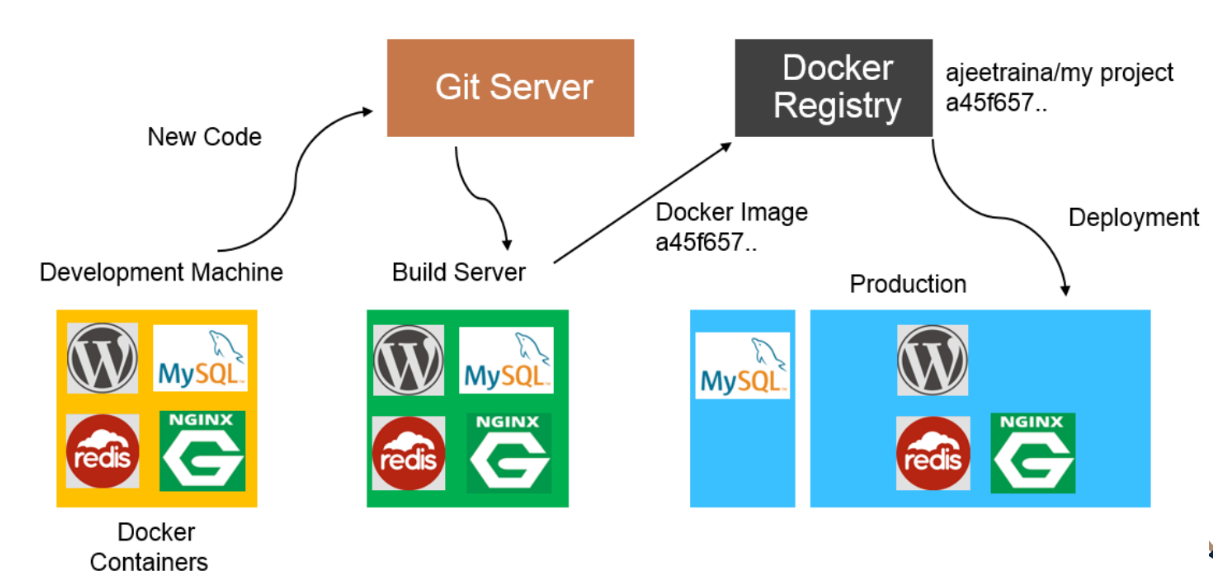 Git Server
Docker
Registry
ajeetraina/my project
a45f657..
New Code
Docker Image
a45f657..
Deployment
Development Machine
Build Server
Production
W
MySQL
redis
NGINX
G
W
MySQL
redis
NGINX
G
MySQL
W
redis
NGINX
G
Docker
Containers